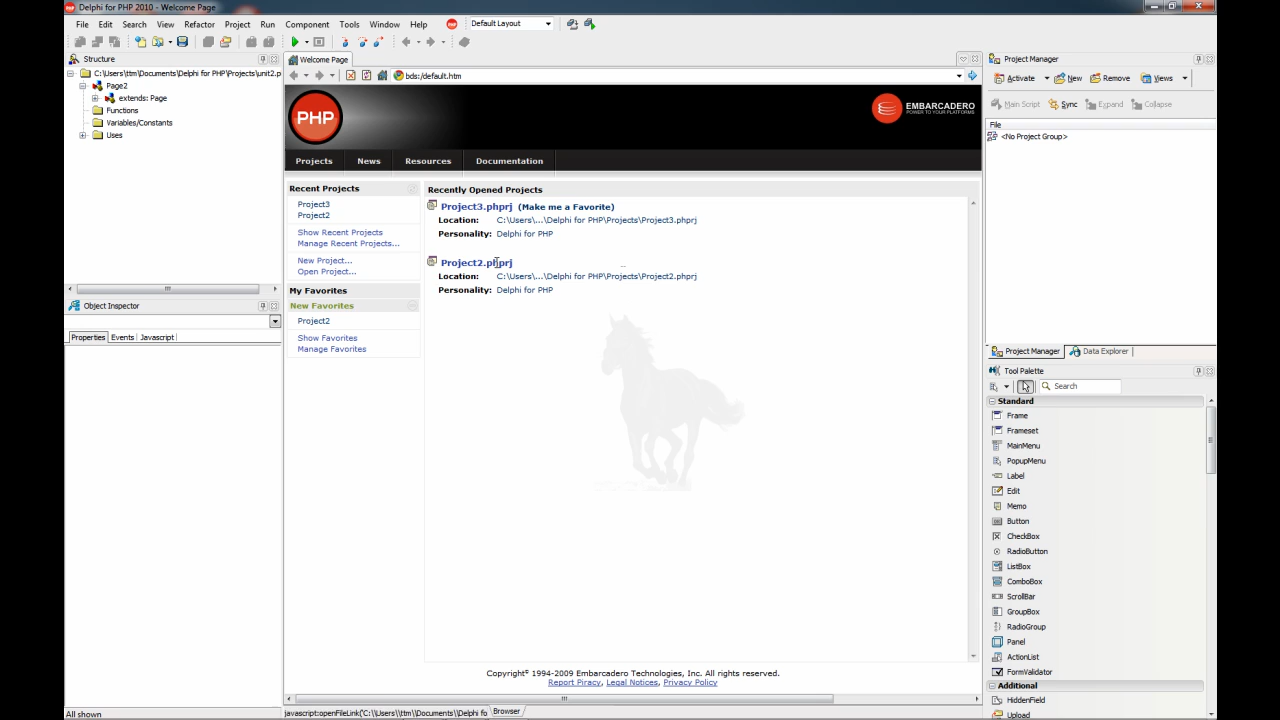 Delphi for PHP 2010 - Welcome Page
File Edit Search View Refactor Project Run Component Tools Window Help Default Layout
Structure
C:\Users\ttm\Documents\Delphi for PHP\Projects\unit2.p
Page2
extends: Page
Functions
Variables/Constants
Uses
Object Inspector
Properties Events Javascript
All shown
Welcome Page
bds:/default.htm
PHP
EMBARCADERO
POWER TO YOUR PLATFORMS
Projects News Resources Documentation
Recent Projects
Project3
Project2
Show Recent Projects
Manage Recent Projects...
New Project...
Open Project...
My Favorites
New Favorites
Project2
Show Favorites
Manage Favorites
Recently Opened Projects
Project3.phprj (Make me a Favorite)
Location: C:\Users\...\Delphi for PHP\Projects\Project3.phprj
Personality: Delphi for PHP
Project2.phprj
Location: C:\Users\...\Delphi for PHP\Projects\Project2.phprj
Personality: Delphi for PHP
Copyright© 1994-2009 Embarcadero Technologies, Inc. All rights reserved.
Report Piracy, Legal Notices, Privacy Policy
javascript:openFileLink('C:\\Users\\ttm\\Documents\\Delphi fo
Browser
Project Manager
Activate New Remove Views
Main Script Sync Expand Collapse
File
<No Project Group>
Project Manager Data Explorer
Tool Palette
Search
Standard
Frame
Frameset
MainMenu
PopupMenu
Label
Edit
Memo
Button
CheckBox
RadioButton
ListBox
ComboBox
ScrollBar
GroupBox
RadioGroup
Panel
ActionList
FormValidator
Additional
HiddenField
Upload